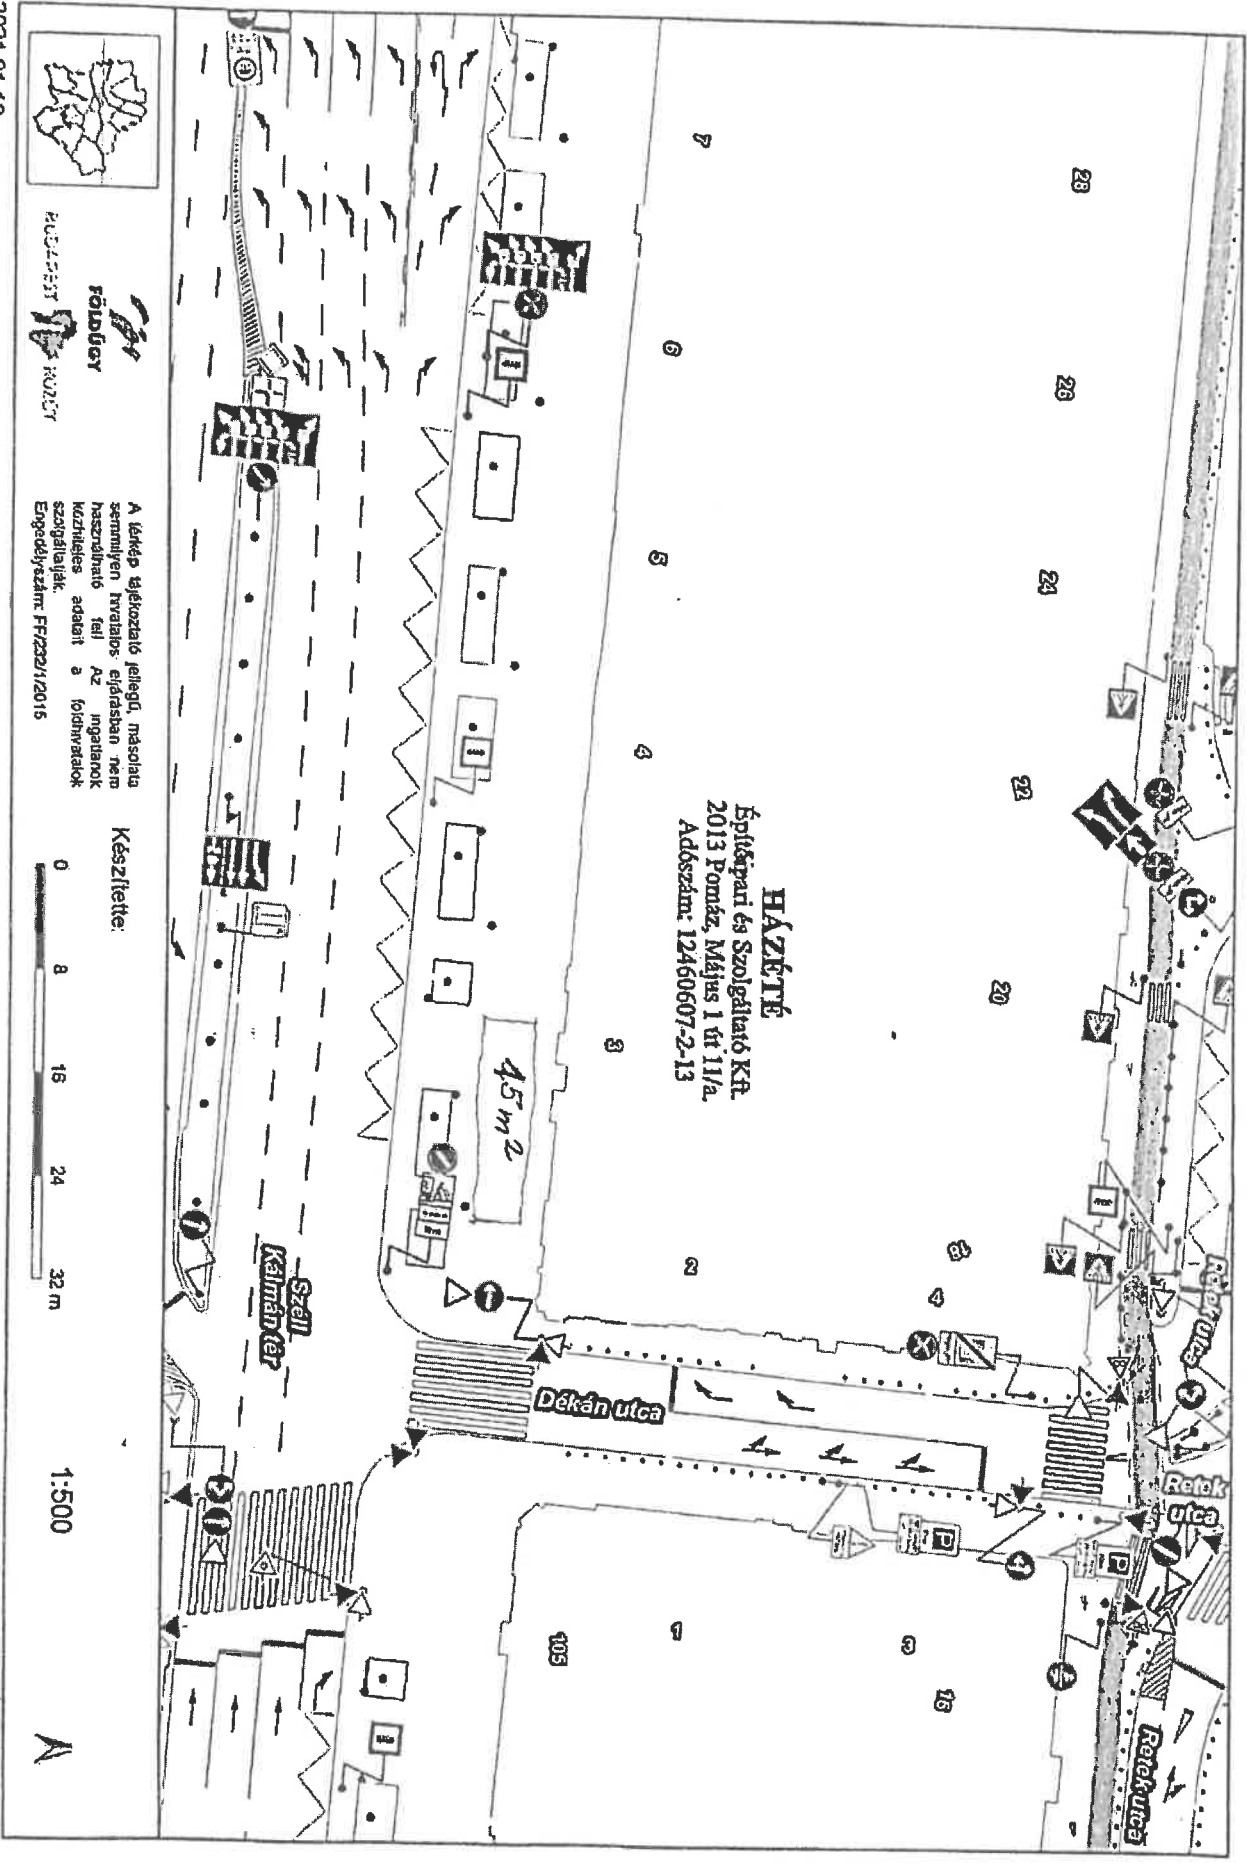 28
26
24
22
20
18
7
6
5
4
3
2
4
HÁZÉTÉ
Építőipari és Szolgáltató Kft.
2013 Pomáz, Május 1 út 11/a.
Adószám: 12460607-2-13
45 m²
Retek utca
Retek
utca
Retek utca
Dékán utca
Széll
Kálmán tér
P
P
105
1
3
16
FÖLDÜGY
A térkép tájékoztató jellegű, másolata
semmilyen hivatalos eljárásban nem
használható fel! Az ingatlanok
közhiteles adatait a földhivatalok
szolgáltatják.
Engedélyszám: FF/232/1/2015
Készítette:
0 8 16 24 32 m
1:500